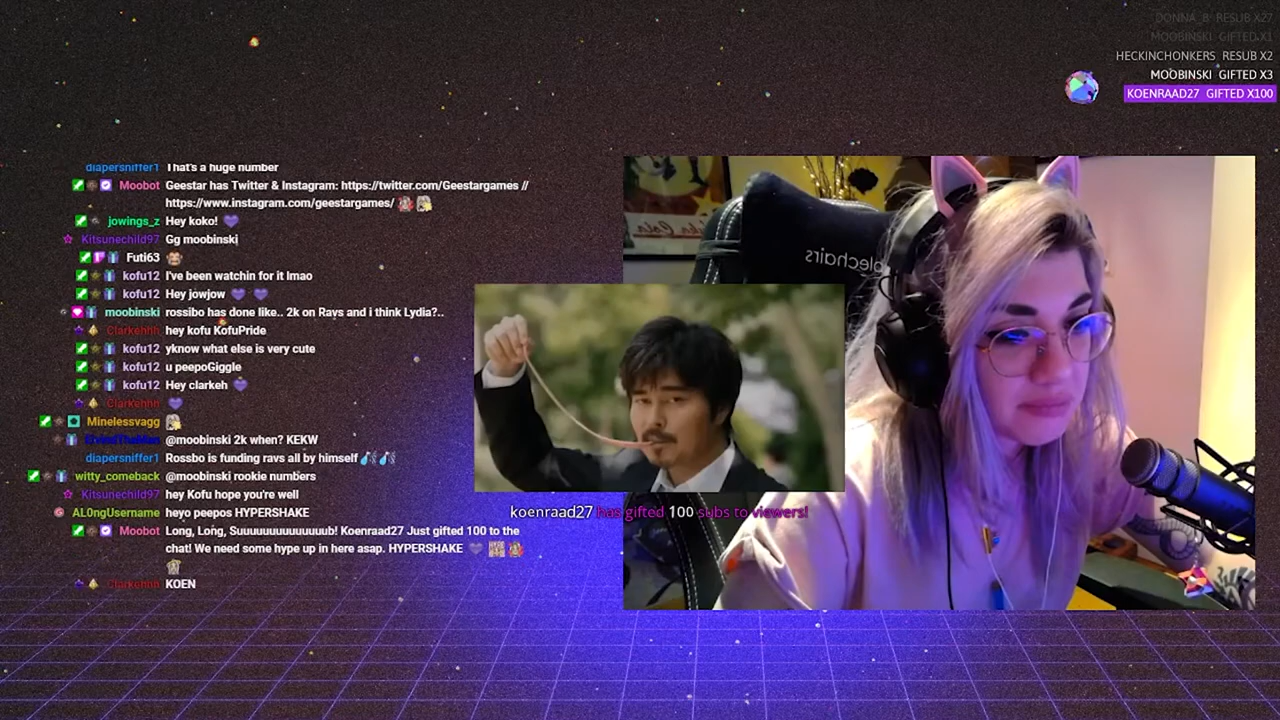 DONNA_B RESUB X27
MOOBINSKI GIFTED X1
HECKINCHONKERS RESUB X2
MOOBINSKI GIFTED X3
KOENRAAD27 GIFTED X100
diapersniffer1 That's a huge number
Moobot Geestar has Twitter & Instagram: https://twitter.com/Geestargames //
https://www.instagram.com/geestargames/
jowings_z Hey koko!
Kitsunechild97 Gg moobinski
Futi63
kofu12 I've been watchin for it lmao
kofu12 Hey jowjow
moobinski rossibo has done like.. 2k on Ravs and i think Lydia?..
Clarkehhh hey kofu KofuPride
kofu12 yknow what else is very cute
kofu12 u peepoGiggle
kofu12 Hey clarkeh
Clarkehhh
Minelessvagg
@moobinski 2k when? KEKW
diapersniffer1 Rossbo is funding ravs all by himself
witty_comeback @moobinski rookie numbers
Kitsunechild97 hey Kofu hope you're well
AL0ngUsername heyo peepos HYPERSHAKE
Moobot Long, Long, Suuuuuuuuuuuuub! Koenraad27 Just gifted 100 to the
chat! We need some hype up in here asap. HYPERSHAKE
Clarkehhh KOEN
koenraad27 has gifted 100 subs to viewers!